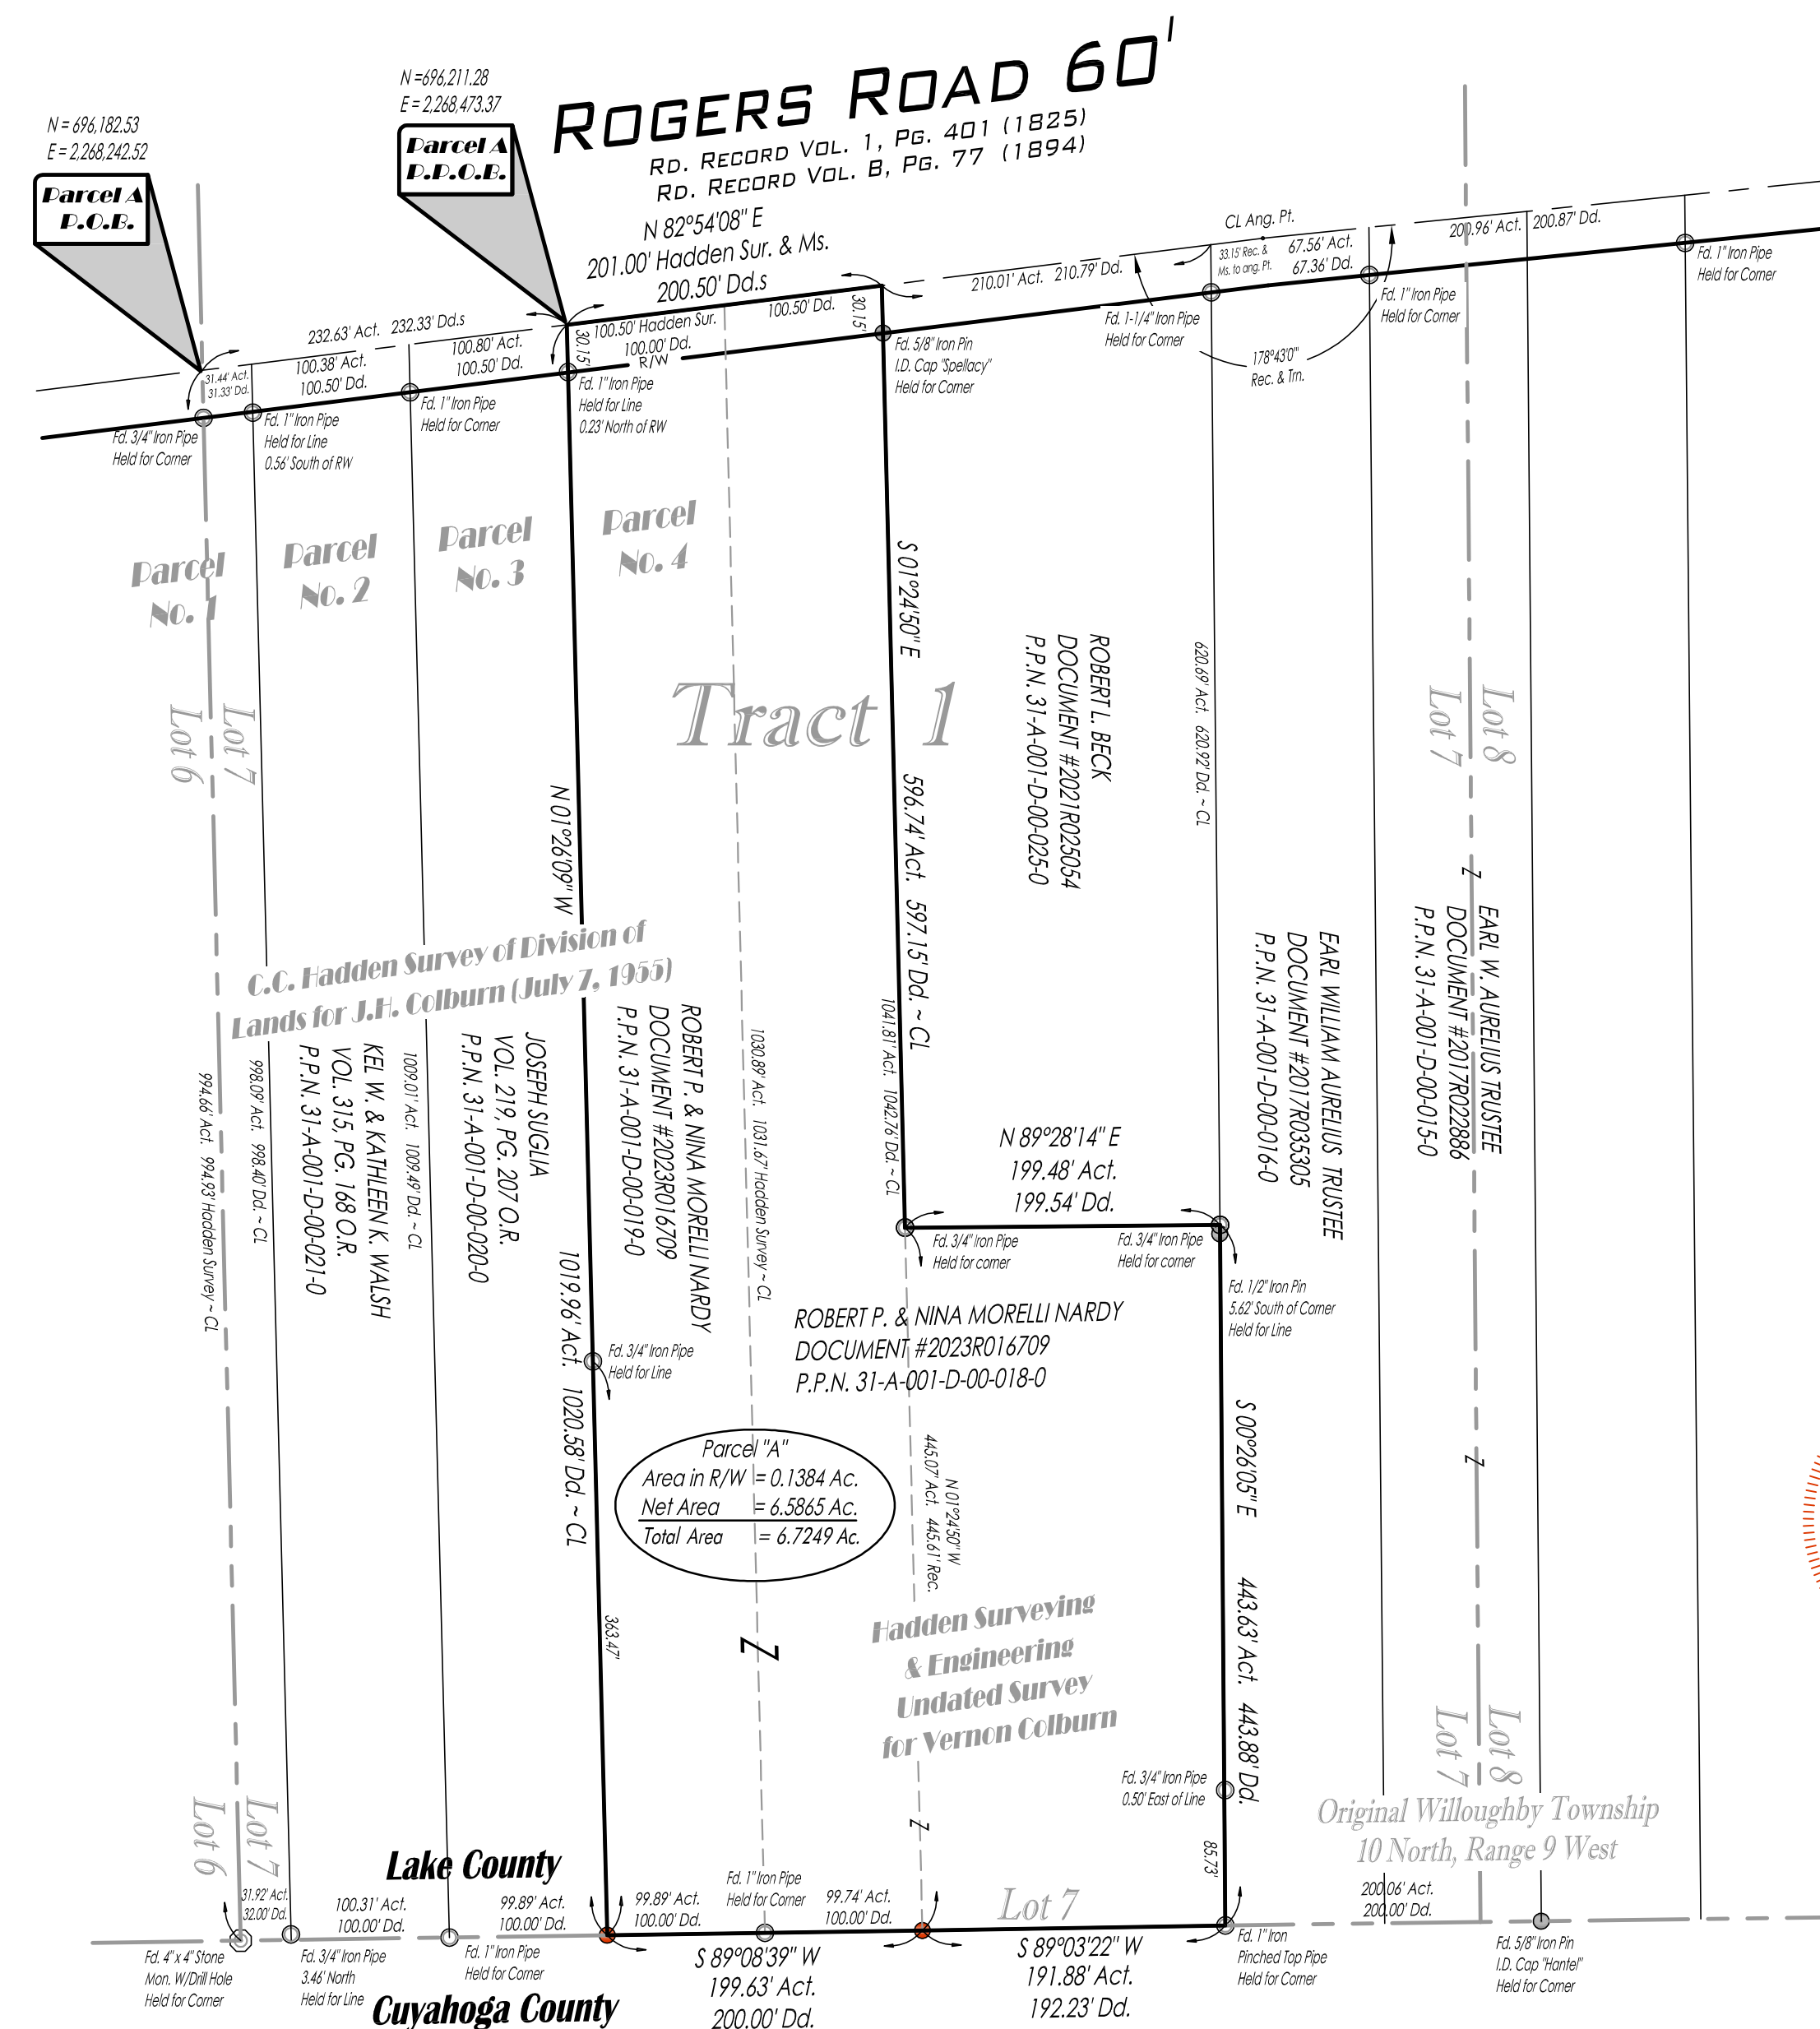 ROGERS ROAD 60'
RD. RECORD VOL. 1, PG. 401 (1825)
RD. RECORD VOL. B, PG. 77 (1894)
N = 696,182.53
E = 2,268,242.52
Parcel A
P.O.B.
N =696,211.28
E = 2,268,473.37
Parcel A
P.P.O.B.
N 82°54'08" E
201.00' Hadden Sur. & Ms.
200.50' Dd.s
232.63' Act. 232.33' Dd.s
31.44' Act.
31.33' Dd.
100.38' Act.
100.50' Dd.
100.80' Act.
100.50' Dd.
30.15'
100.50' Hadden Sur.
100.00' Dd.
R/W
100.50' Dd.
30.15'
210.01' Act. 210.79' Dd.
CL Ang. Pt.
33.15' Rec. &
Ms. to ang. Pt.
67.56' Act.
67.36' Dd.
200.96' Act.
200.87' Dd.
Fd. 3/4" Iron Pipe
Held for Corner
Fd. 1" Iron Pipe
Held for Line
0.56' South of RW
Fd. 1" Iron Pipe
Held for Corner
Fd. 1" Iron Pipe
Held for Line
0.23' North of RW
Fd. 5/8" Iron Pin
I.D. Cap "Spellacy"
Held for Corner
Fd. 1-1/4" Iron Pipe
Held for Corner
178°43'0"
Rec. & Trn.
Fd. 1" Iron Pipe
Held for Corner
Fd. 1" Iron Pipe
Held for Corner
Parcel
No. 1
Parcel
No. 2
Parcel
No. 3
Parcel
No. 4
Tract 1
Lot 7
Lot 6
S 01°24'50" E
596.74' Act. 597.15' Dd. ~ CL
1041.81' Act. 1042.76' Dd. ~ CL
ROBERT L. BECK
DOCUMENT #2021R025054
P.P.N. 31-A-001-D-00-025-0
620.69' Act. 620.92' Dd. ~ CL
Lot 8
Lot 7
N 01°26'09" W
1019.96' Act. 1020.58' Dd. ~ CL
C.C. Hadden Survey of Division of
Lands for J.H. Colburn (July 7, 1955)
994.66' Act. 994.93' Hadden Survey ~ CL
998.09' Act. 998.40' Dd. ~ CL
KEL W. & KATHLEEN K. WALSH
VOL. 315, PG. 168 O.R.
P.P.N. 31-A-001-D-00-021-0
1009.01' Act. 1009.49' Dd. ~ CL
JOSEPH SUGLIA
VOL. 219, PG. 207 O.R.
P.P.N. 31-A-001-D-00-020-0
ROBERT P. & NINA MORELLI NARDY
DOCUMENT #2023R016709
P.P.N. 31-A-001-D-00-019-0
1030.89' Act. 1031.67' Hadden Survey ~ CL
EARL WILLIAM AURELIUS TRUSTEE
DOCUMENT #2017R035305
P.P.N. 31-A-001-D-00-016-0
EARL W. AURELIUS TRUSTEE
DOCUMENT #2017R022886
P.P.N. 31-A-001-D-00-015-0
N 89°28'14" E
199.48' Act.
199.54' Dd.
Fd. 3/4" Iron Pipe
Held for corner
Fd. 3/4" Iron Pipe
Held for corner
Fd. 1/2" Iron Pin
5.62' South of Corner
Held for Line
ROBERT P. & NINA MORELLI NARDY
DOCUMENT #2023R016709
P.P.N. 31-A-001-D-00-018-0
Fd. 3/4" Iron Pipe
Held for Line
Parcel "A"
Area in R/W = 0.1384 Ac.
Net Area = 6.5865 Ac.
Total Area = 6.7249 Ac.
N 01°24'50" W
445.07' Act. 445.61' Rec.
S 00°26'05" E
443.63' Act. 443.88' Dd.
363.47'
Hadden Surveying
& Engineering
Undated Survey
for Vernon Colburn
Fd. 3/4" Iron Pipe
0.50' East of Line
85.73'
Lot 8
Lot 7
Original Willoughby Township
10 North, Range 9 West
Lot 7
Lot 6
Lake County
31.92' Act.
32.00' Dd.
100.31' Act.
100.00' Dd.
99.89' Act.
100.00' Dd.
99.89' Act.
100.00' Dd.
Fd. 1" Iron Pipe
Held for Corner
99.74' Act.
100.00' Dd.
Lot 7
200.06' Act.
200.00' Dd.
Fd. 4" x 4" Stone
Mon. W/Drill Hole
Held for Corner
Fd. 3/4" Iron Pipe
3.46' North
Held for Line
Fd. 1" Iron Pipe
Held for Corner
Cuyahoga County
S 89°08'39" W
199.63' Act.
200.00' Dd.
S 89°03'22" W
191.88' Act.
192.23' Dd.
Fd. 1" Iron
Pinched Top Pipe
Held for Corner
Fd. 5/8" Iron Pin
I.D. Cap "Hantel"
Held for Corner